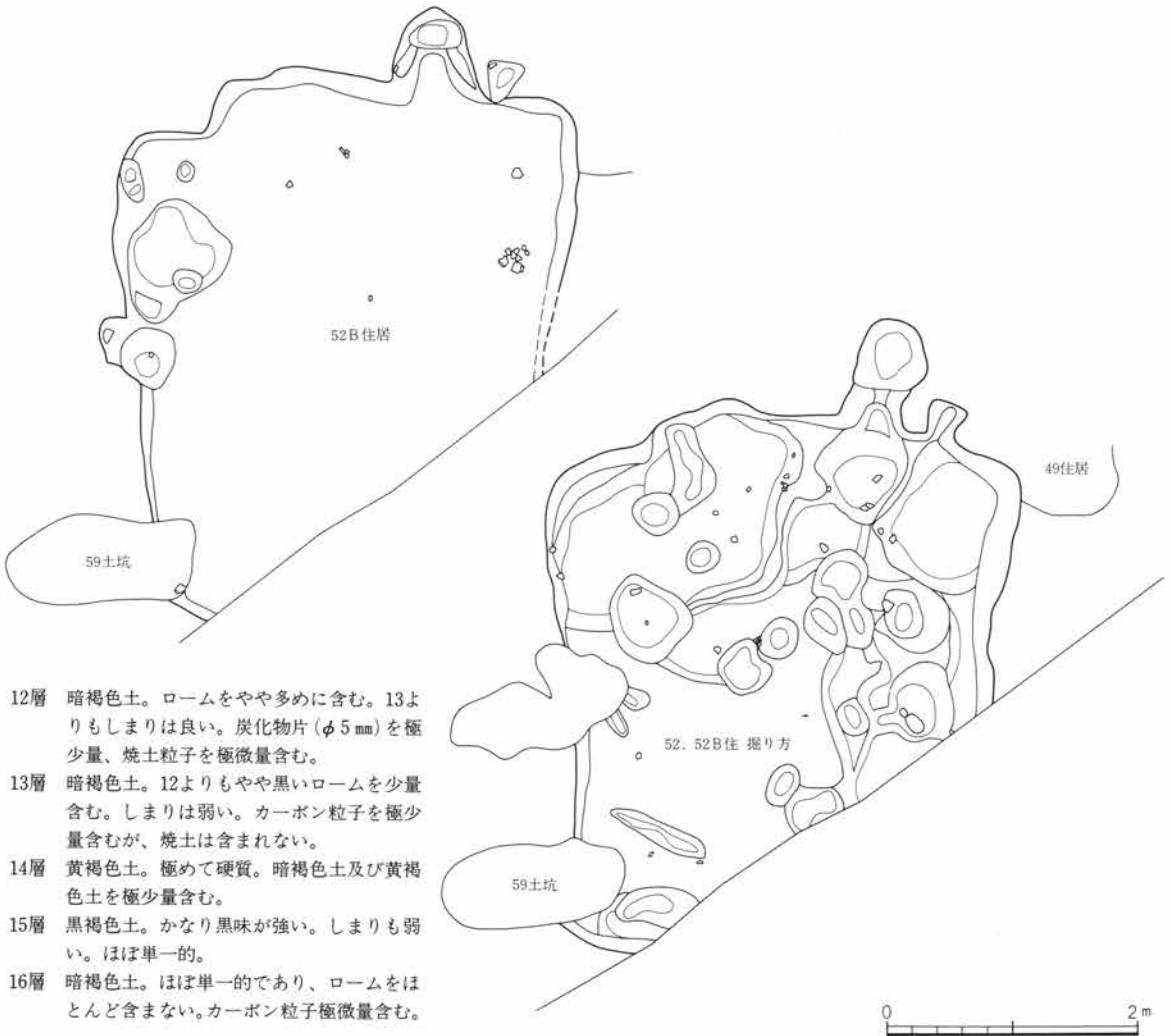 52B住居
59土坑
49住居
52．52B住 掘り方
59土坑
12層 暗褐色土。ロームをやや多めに含む。13よ
りもしまりは良い。炭化物片(φ5㎜)を極
少量、焼土粒子を極微量含む。
13層 暗褐色土。12よりもやや黒いロームを少量
含む。しまりは弱い。カーボン粒子を極少
量含むが、焼土は含まれない。
14層 黄褐色土。極めて硬質。暗褐色土及び黄褐
色土を極少量含む。
15層 黒褐色土。かなり黒味が強い。しまりも弱
い。ほぼ単一的。
16層 暗褐色土。ほぼ単一的であり、ロームをほ
とんど含まない。カーボン粒子極微量含む。
0 2m